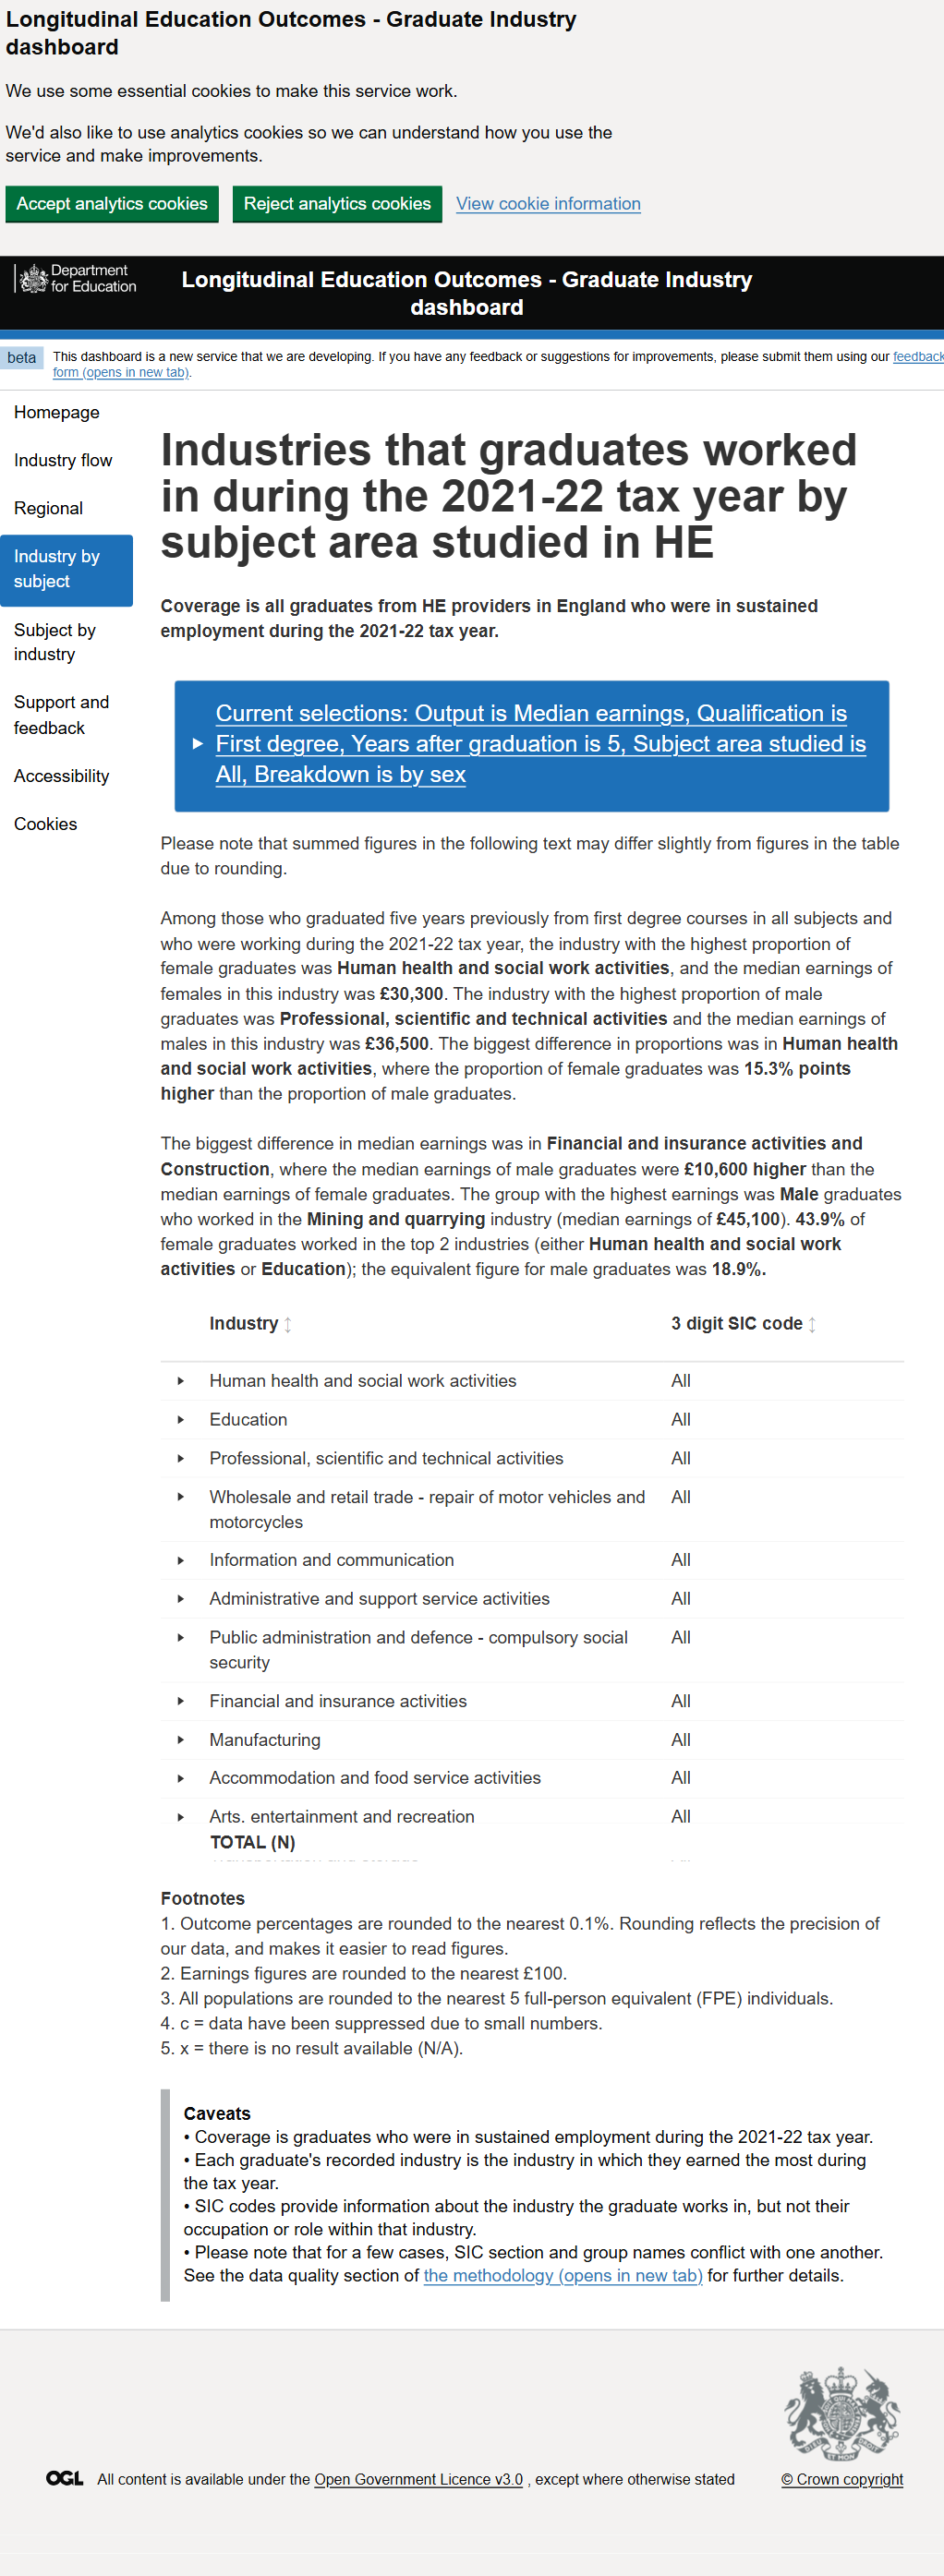 Longitudinal Education Outcomes - Graduate Industry
dashboard
We use some essential cookies to make this service work.
We'd also like to use analytics cookies so we can understand how you use the
service and make improvements.
Accept analytics cookies
Reject analytics cookies
View cookie information
Department
for Education
Longitudinal Education Outcomes - Graduate Industry
dashboard
beta
This dashboard is a new service that we are developing. If you have any feedback or suggestions for improvements, please submit them using our feedback
form (opens in new tab).
Homepage
Industry flow
Regional
Industry by
subject
Subject by
industry
Support and
feedback
Accessibility
Cookies
Industries that graduates worked
in during the 2021-22 tax year by
subject area studied in HE
Coverage is all graduates from HE providers in England who were in sustained
employment during the 2021-22 tax year.
Current selections: Output is Median earnings, Qualification is
First degree, Years after graduation is 5, Subject area studied is
All, Breakdown is by sex
Please note that summed figures in the following text may differ slightly from figures in the table
due to rounding.
Among those who graduated five years previously from first degree courses in all subjects and
who were working during the 2021-22 tax year, the industry with the highest proportion of
female graduates was Human health and social work activities, and the median earnings of
females in this industry was £30,300. The industry with the highest proportion of male
graduates was Professional, scientific and technical activities and the median earnings of
males in this industry was £36,500. The biggest difference in proportions was in Human health
and social work activities, where the proportion of female graduates was 15.3% points
higher than the proportion of male graduates.
The biggest difference in median earnings was in Financial and insurance activities and
Construction, where the median earnings of male graduates were £10,600 higher than the
median earnings of female graduates. The group with the highest earnings was Male graduates
who worked in the Mining and quarrying industry (median earnings of £45,100). 43.9% of
female graduates worked in the top 2 industries (either Human health and social work
activities or Education); the equivalent figure for male graduates was 18.9%.
Industry
3 digit SIC code
Human health and social work activities All
Education All
Professional, scientific and technical activities All
Wholesale and retail trade - repair of motor vehicles and All
motorcycles
Information and communication All
Administrative and support service activities All
Public administration and defence - compulsory social All
security
Financial and insurance activities All
Manufacturing All
Accommodation and food service activities All
Arts. entertainment and recreation All
TOTAL (N)
Footnotes
1. Outcome percentages are rounded to the nearest 0.1%. Rounding reflects the precision of
our data, and makes it easier to read figures.
2. Earnings figures are rounded to the nearest £100.
3. All populations are rounded to the nearest 5 full-person equivalent (FPE) individuals.
4. c = data have been suppressed due to small numbers.
5. x = there is no result available (N/A).
Caveats
• Coverage is graduates who were in sustained employment during the 2021-22 tax year.
• Each graduate's recorded industry is the industry in which they earned the most during
the tax year.
• SIC codes provide information about the industry the graduate works in, but not their
occupation or role within that industry.
• Please note that for a few cases, SIC section and group names conflict with one another.
See the data quality section of the methodology (opens in new tab) for further details.
OGL All content is available under the Open Government Licence v3.0 , except where otherwise stated
© Crown copyright